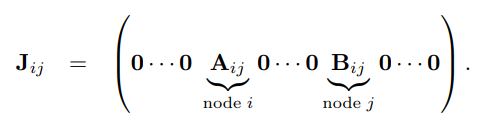 J_{ij} = ( 0 ··· 0 A_{ij} 0 ··· 0 B_{ij} 0 ··· 0 ) .
node i node j